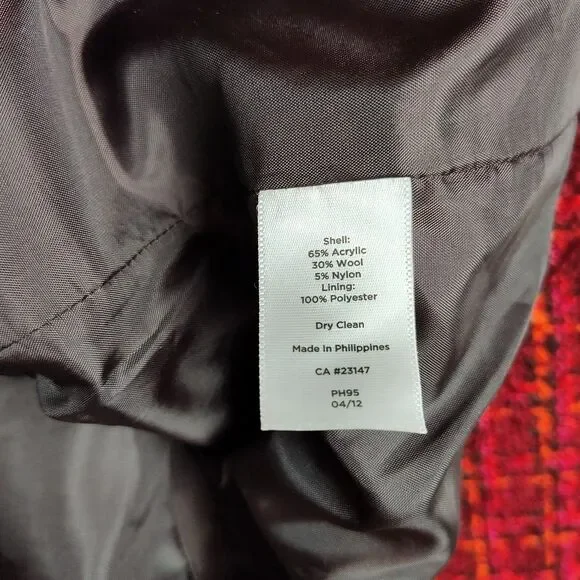 Shell:
65% Acrylic
30% Wool
5% Nylon
Lining:
100% Polyester
Dry Clean
Made in Philippines
CA #23147
PH95
04/12